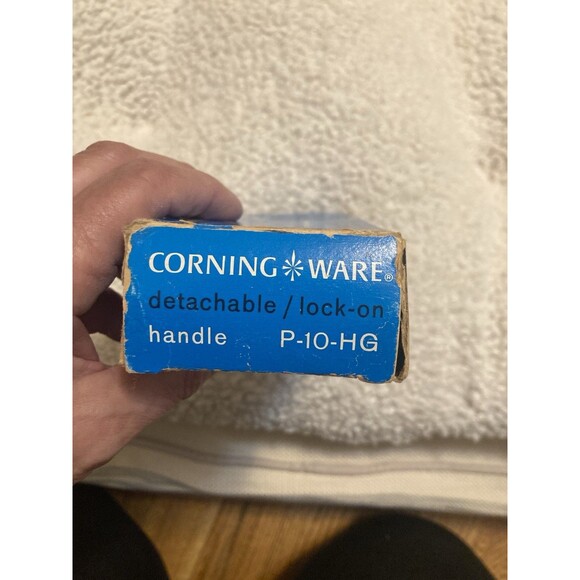 CORNING WARE®
detachable / lock-on
handle P-10-HG